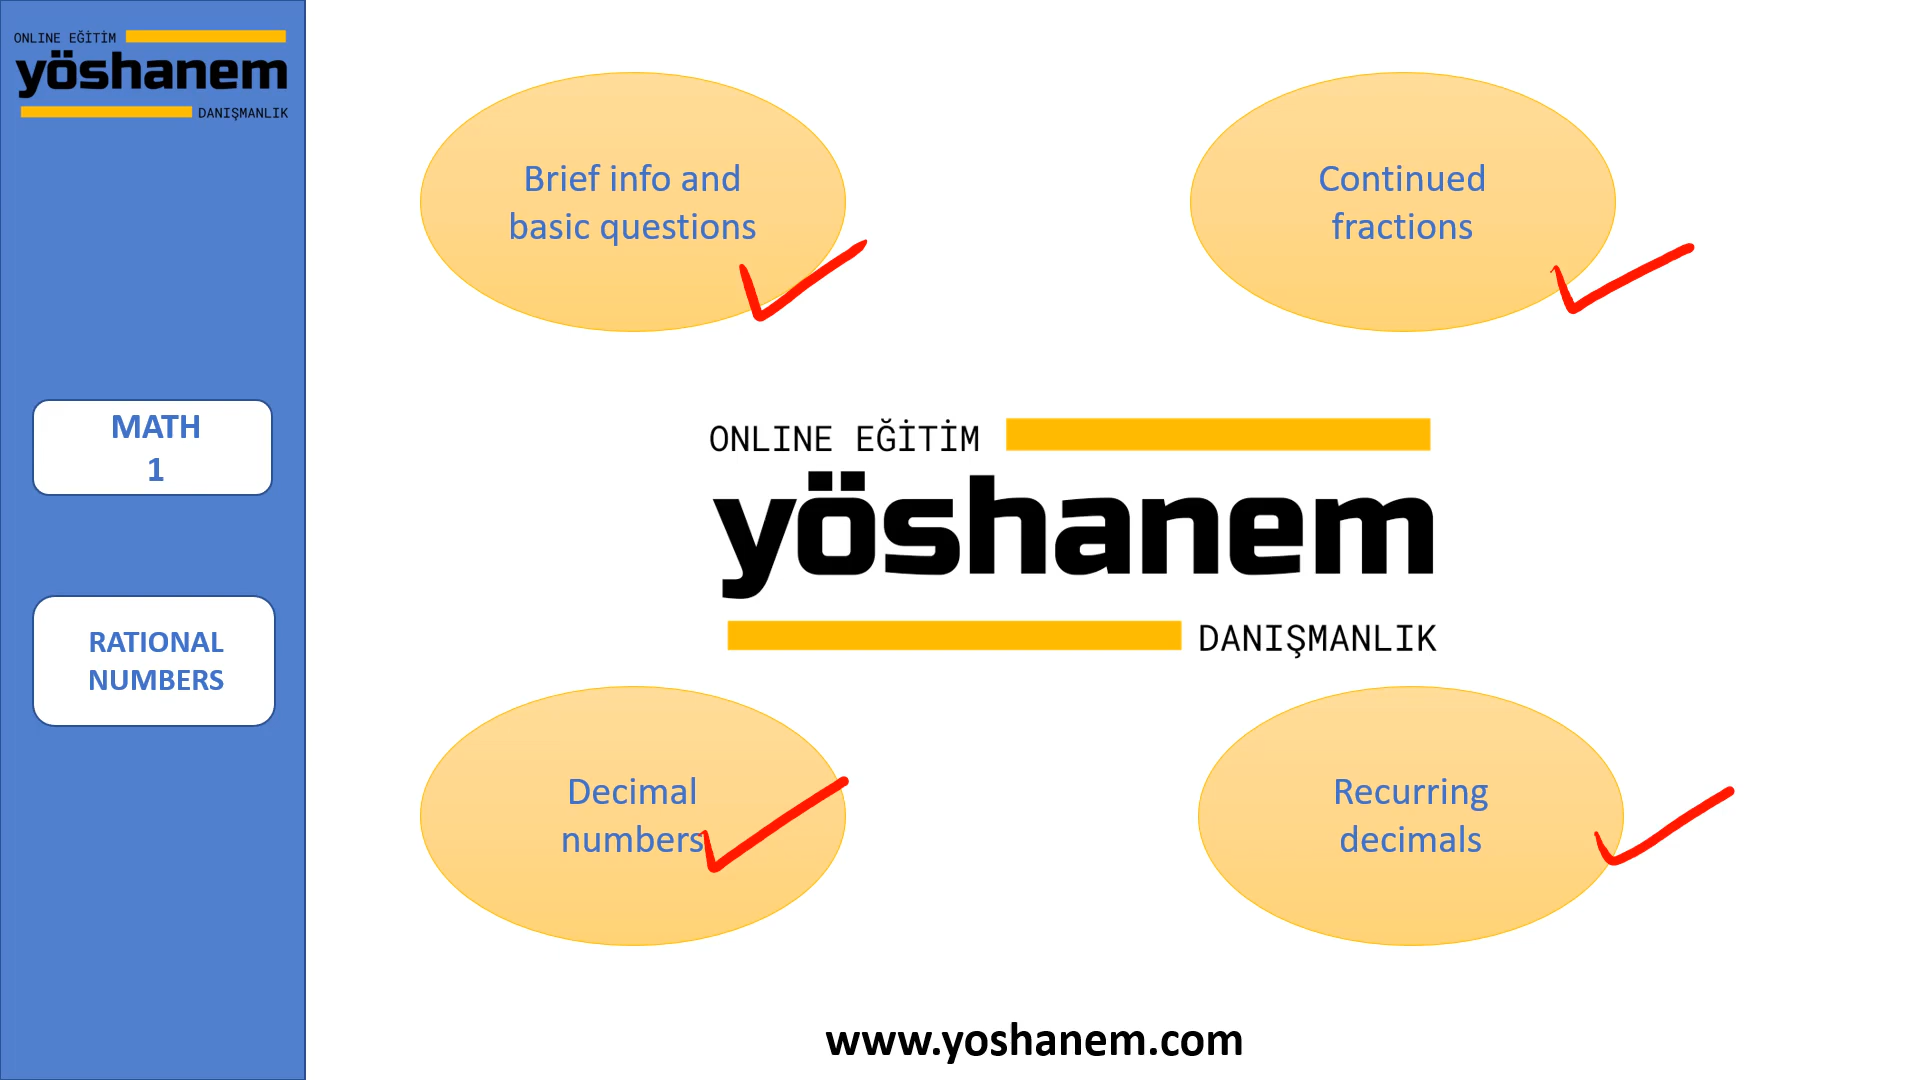 ONLINE EĞİTİM
yöshanem
DANIŞMANLIK
MATH
1
RATIONAL
NUMBERS
Brief info and
basic questions
Continued
fractions
ONLINE EĞİTİM
yöshanem
DANIŞMANLIK
Decimal
numbers
Recurring
decimals
www.yoshanem.com